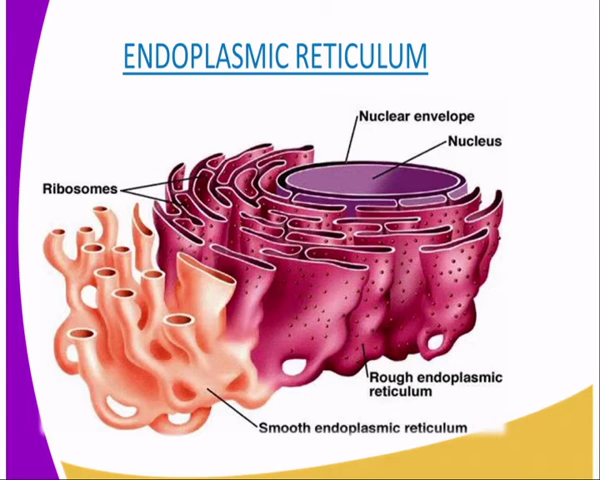 ENDOPLASMIC RETICULUM
Nuclear envelope
Nucleus
Ribosomes
Rough endoplasmic
reticulum
Smooth endoplasmic reticulum